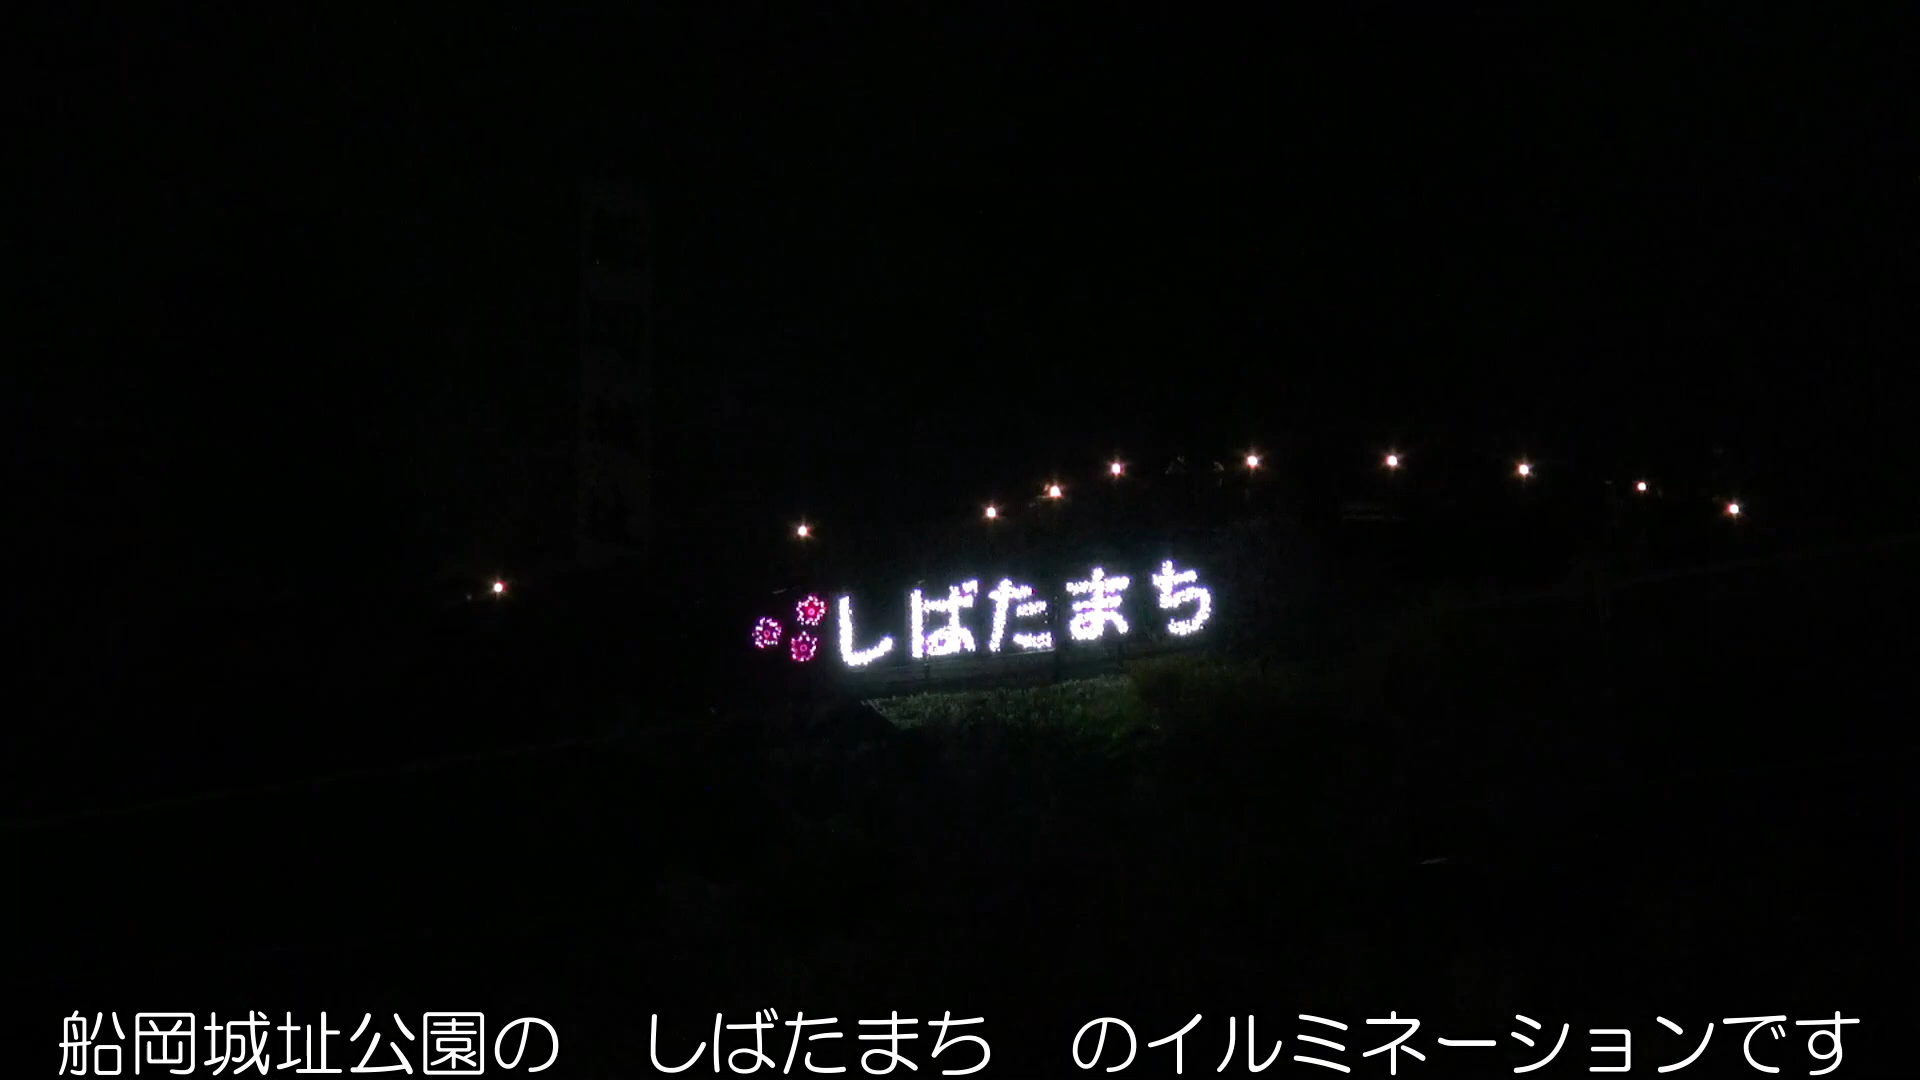 しばたまち
船岡城址公園の　しばたまち　のイルミネーションです